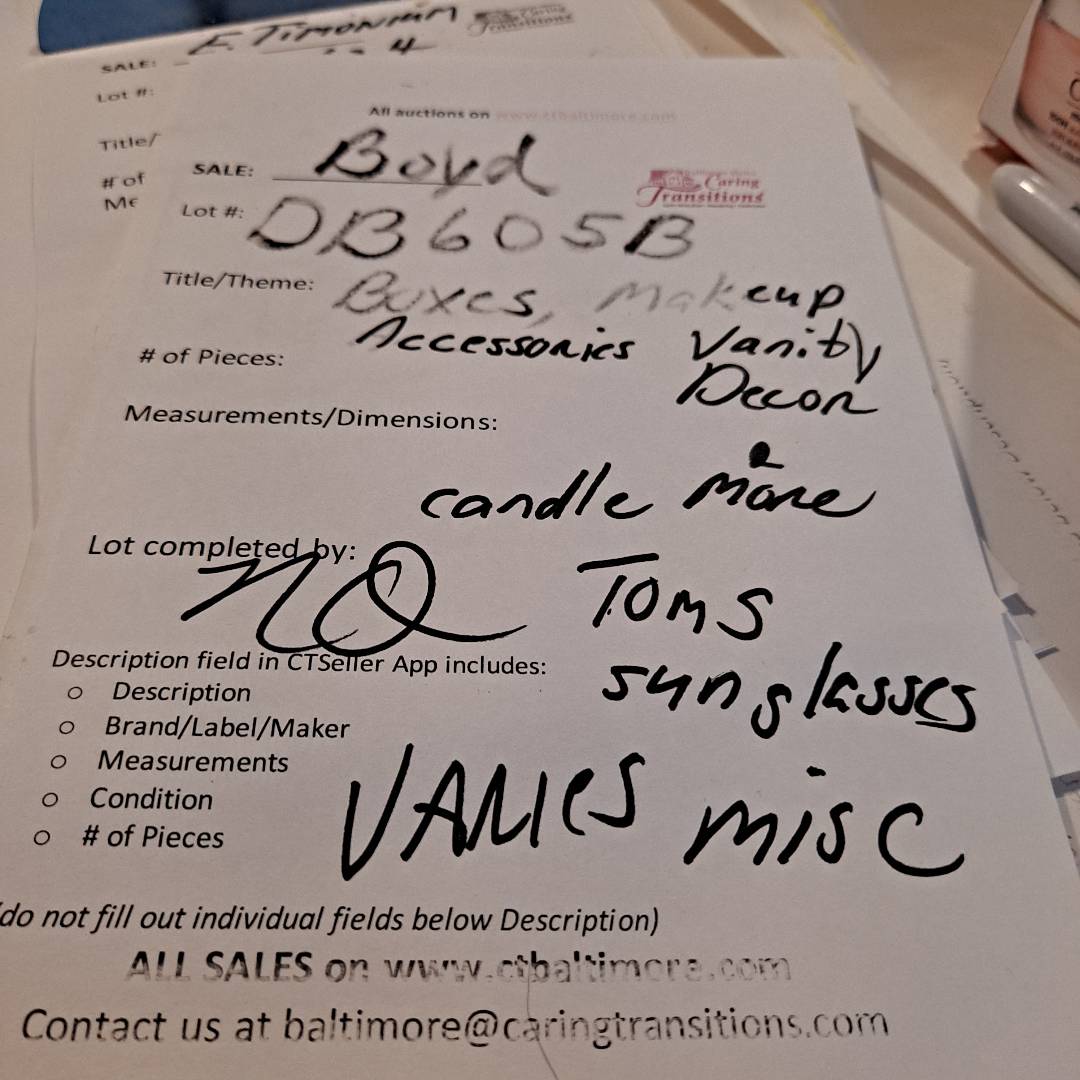 E. TIMONIUM
Caring
Transitions
SALE:
Lot #:
Title/
# of
Me
4
All auctions on www.ctbaltimore.com
SALE: Boyd
Caring
Transitions
Lot #: DB605B
Title/Theme: Boxes, Makeup
Accessories Vanity
# of Pieces:
Decor
Measurements/Dimensions:
&
candle more
Lot completed by:
Toms
sunglasses
Description field in CTSeller App includes:
○ Description
○ Brand/Label/Maker
○ Measurements
○ Condition
○ # of Pieces
misc
(do not fill out individual fields below Description)
ALL SALES on www.ctbaltimore.com
Contact us at baltimore@caringtransitions.com